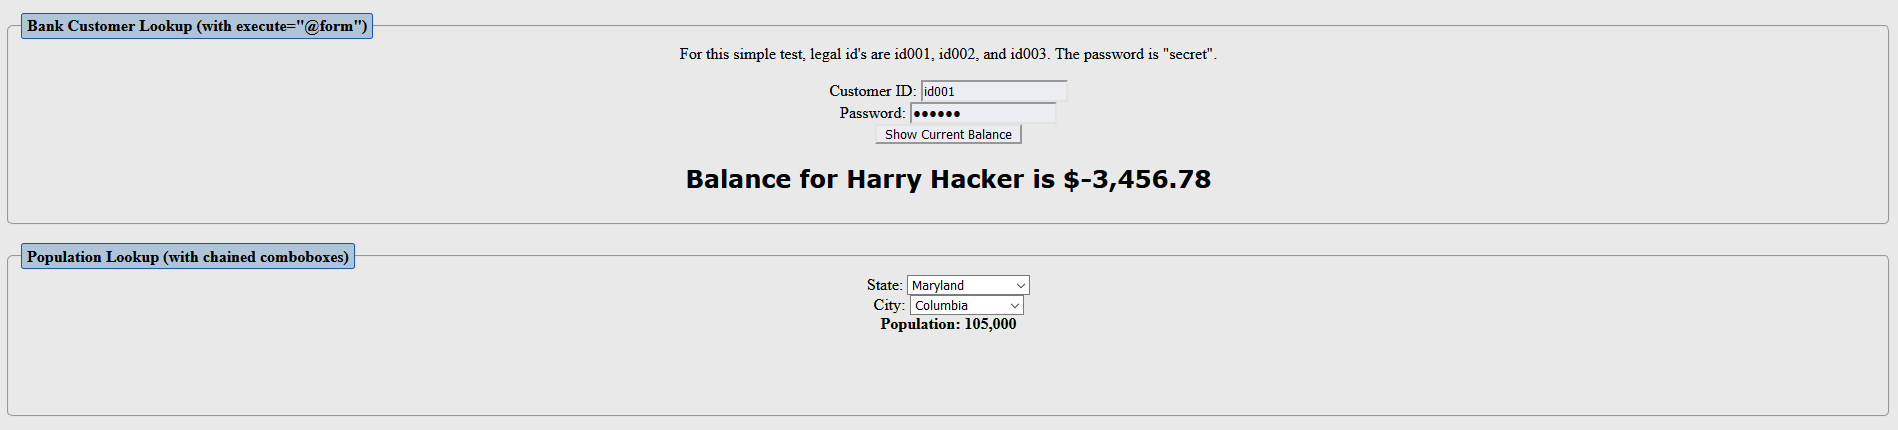 Bank Customer Lookup (with execute="@form")
For this simple test, legal id's are id001, id002, and id003. The password is "secret".
Customer ID: id001
Password: ●●●●●●
Show Current Balance
Balance for Harry Hacker is $-3,456.78
Population Lookup (with chained comboboxes)
State: Maryland
City: Columbia
Population: 105,000